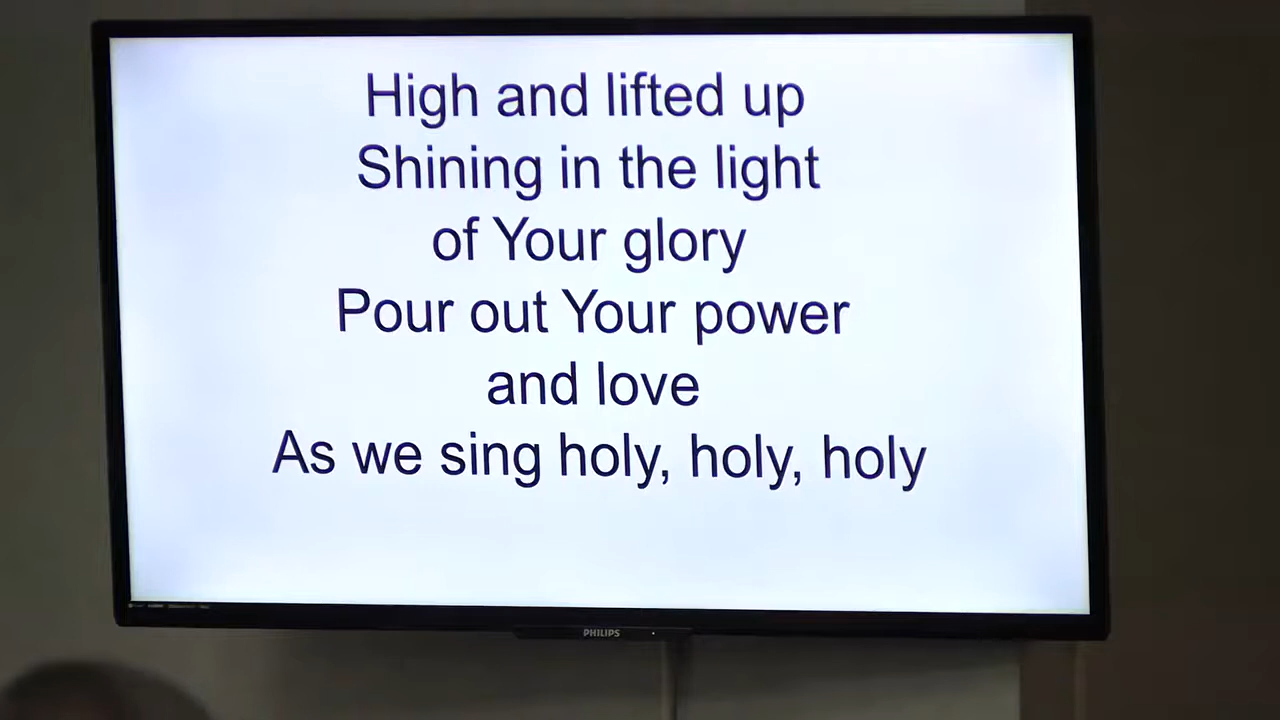 High and lifted up
Shining in the light
of Your glory
Pour out Your power
and love
As we sing holy, holy, holy
PHILIPS